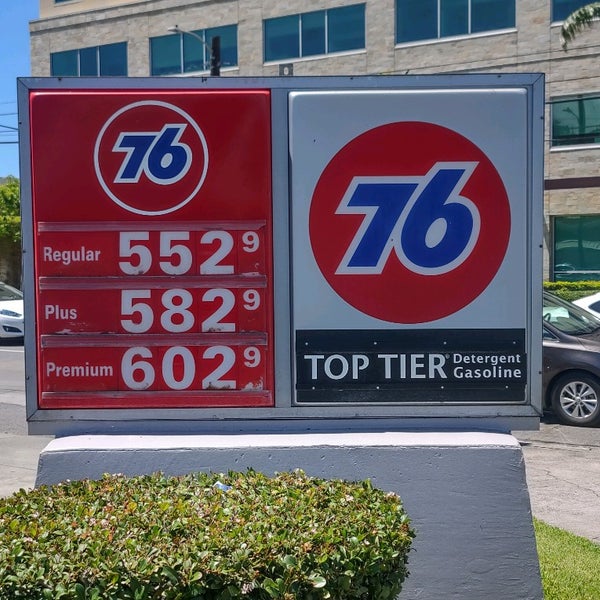 76
Regular 552 9
Plus 582 9
Premium 602 9
76
TOP TIER® Detergent
Gasoline